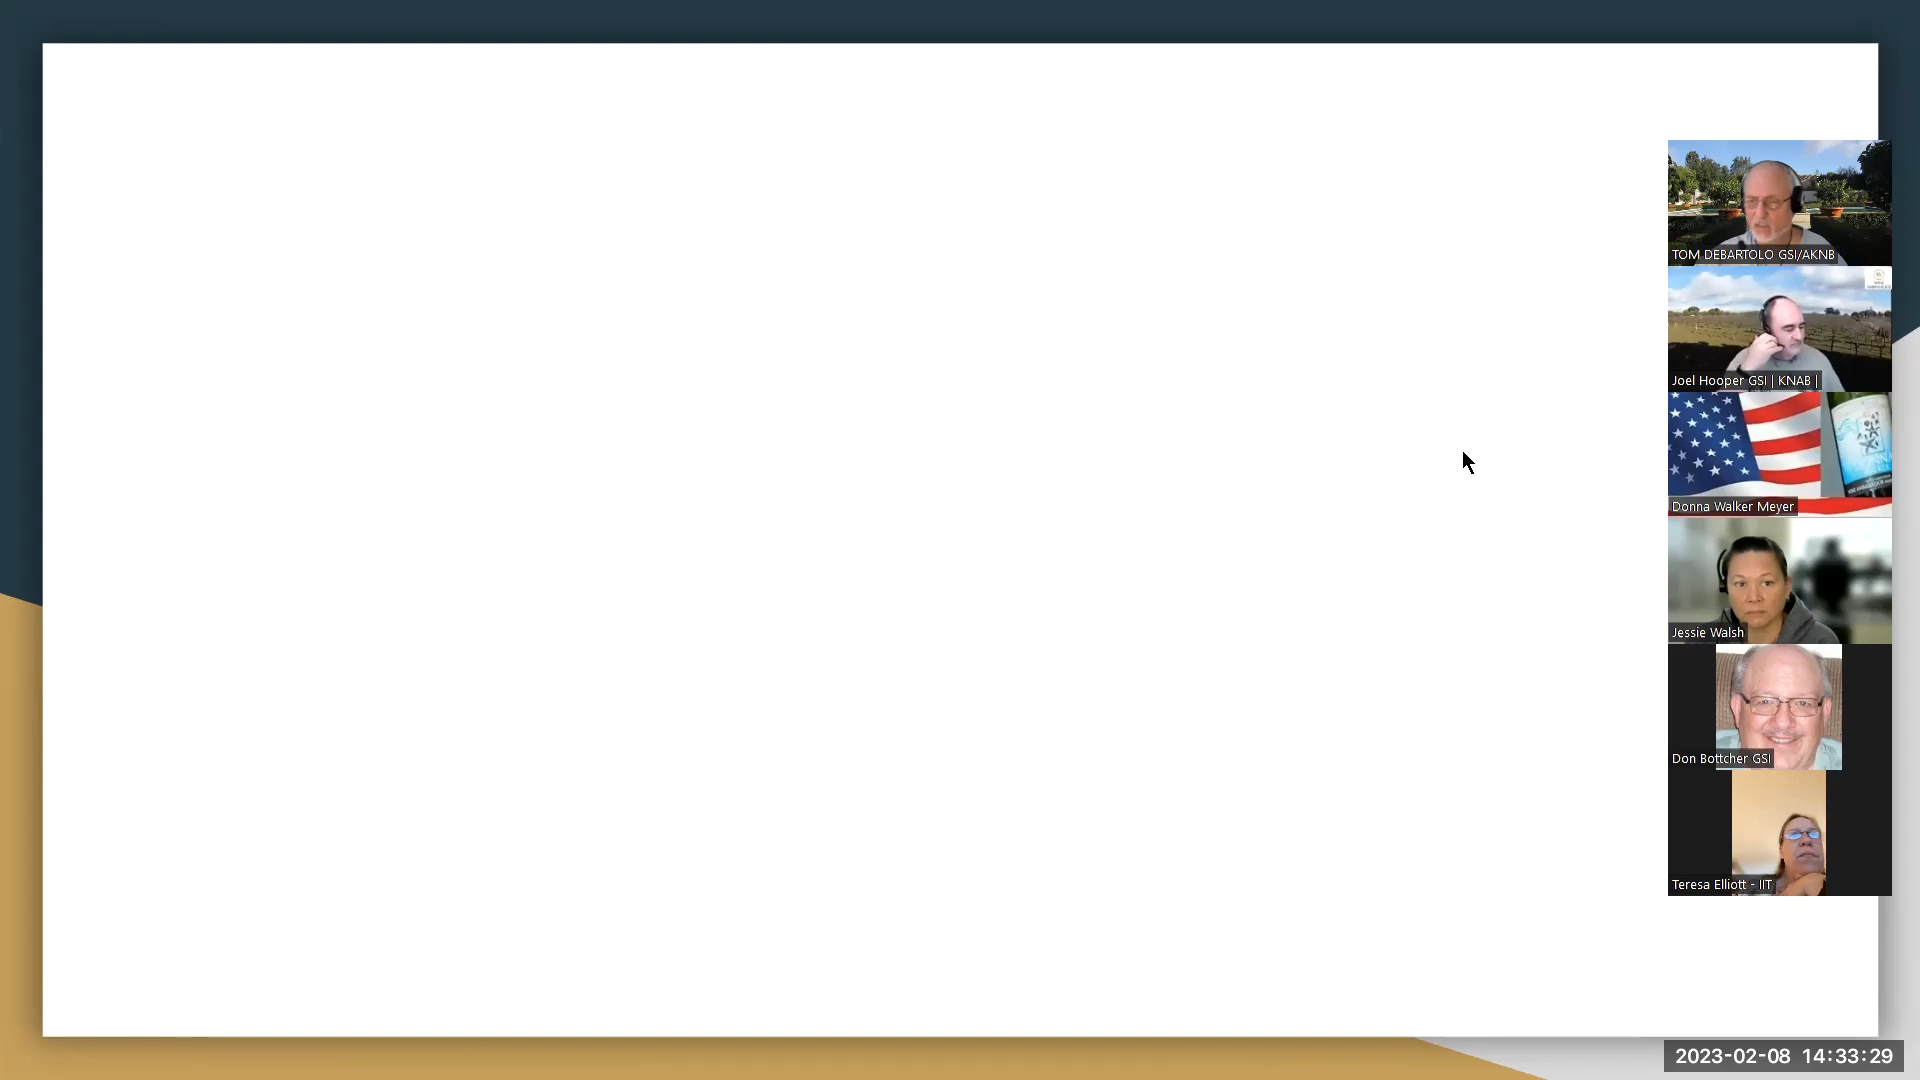 TOM DEBARTOLO GSI/AKNB
Joel Hooper GSI | KNAB |
Donna Walker Meyer
Jessie Walsh
Don Bottcher GSI
Teresa Elliott - IIT
2023-02-08 14:33:29